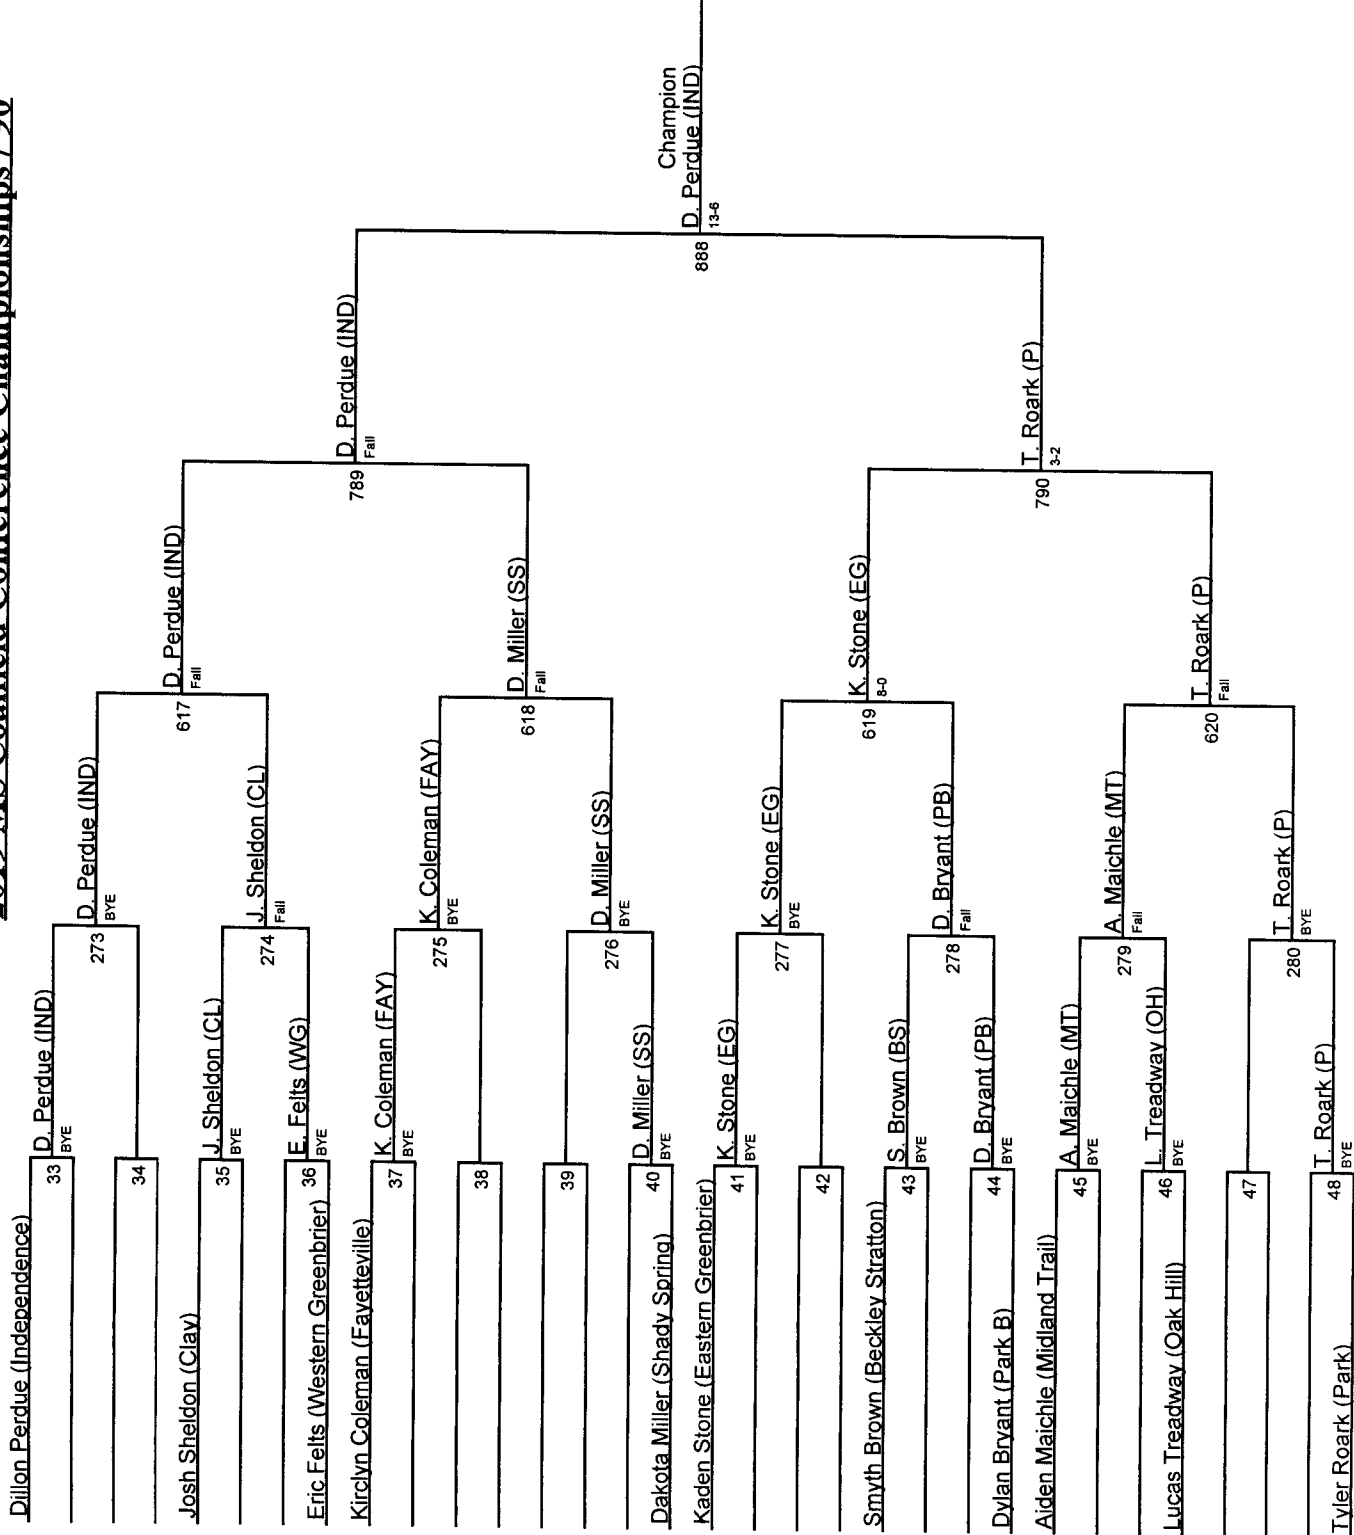 MS Coalfield Conference Championships /
Dillon Perdue (Independence)
33
D. Perdue (IND)
BYE
34
273
D. Perdue (IND)
BYE
Josh Sheldon (Clay)
35
J. Sheldon (CL)
BYE
Eric Felts (Western Greenbrier)
36
E. Felts (WG)
BYE
274
J. Sheldon (CL)
Fall
617
D. Perdue (IND)
Fall
Kirclyn Coleman (Fayetteville)
37
K. Coleman (FAY)
BYE
38
275
K. Coleman (FAY)
BYE
39
Dakota Miller (Shady Spring)
40
D. Miller (SS)
BYE
276
D. Miller (SS)
BYE
618
D. Miller (SS)
Fall
789
D. Perdue (IND)
Fall
Kaden Stone (Eastern Greenbrier)
41
K. Stone (EG)
BYE
42
277
K. Stone (EG)
BYE
Smyth Brown (Beckley Stratton)
43
S. Brown (BS)
BYE
Dylan Bryant (Park B)
44
D. Bryant (PB)
BYE
278
D. Bryant (PB)
Fall
619
K. Stone (EG)
8-0
Aiden Maichle (Midland Trail)
45
A. Maichle (MT)
BYE
Lucas Treadway (Oak Hill)
46
L. Treadway (OH)
BYE
279
A. Maichle (MT)
Fall
47
Tyler Roark (Park)
48
T. Roark (P)
BYE
280
T. Roark (P)
BYE
620
T. Roark (P)
Fall
790
T. Roark (P)
3-2
888
Champion
D. Perdue (IND)
13-6